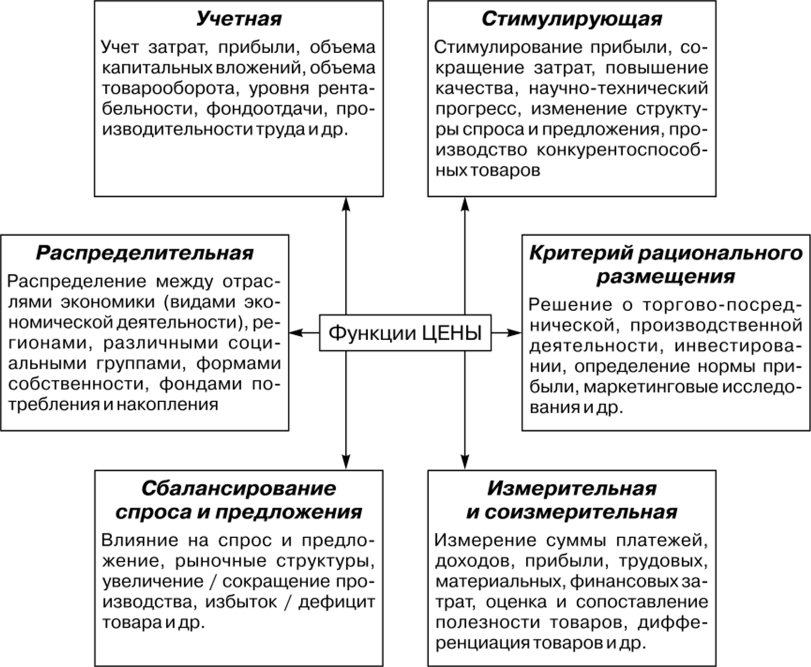 Учетная
Учет затрат, прибыли, объема
капитальных вложений, объема
товарооборота, уровня рента-
бельности, фондоотдачи, про-
изводительности труда и др.
Стимулирующая
Стимулирование прибыли, со-
кращение затрат, повышение
качества, научно-технический
прогресс, изменение структу-
ры спроса и предложения, про-
изводство конкурентоспособ-
ных товаров
Распределительная
Распределение между отрас-
лями экономики (видами эко-
номической деятельности), ре-
гионами, различными соци-
альными группами, формами
собственности, фондами по-
требления и накопления
Функции ЦЕНЫ
Критерий рационального
размещения
Решение о торгово-посред-
нической, производственной
деятельности, инвестирова-
нии, определение нормы при-
были, маркетинговые исследо-
вания и др.
Сбалансирование
спроса и предложения
Влияние на спрос и предло-
жение, рыночные структуры,
увеличение / сокращение про-
изводства, избыток / дефицит
товара и др.
Измерительная
и соизмерительная
Измерение суммы платежей,
доходов, прибыли, трудовых,
материальных, финансовых за-
трат, оценка и сопоставление
полезности товаров, диффе-
ренциация товаров и др.